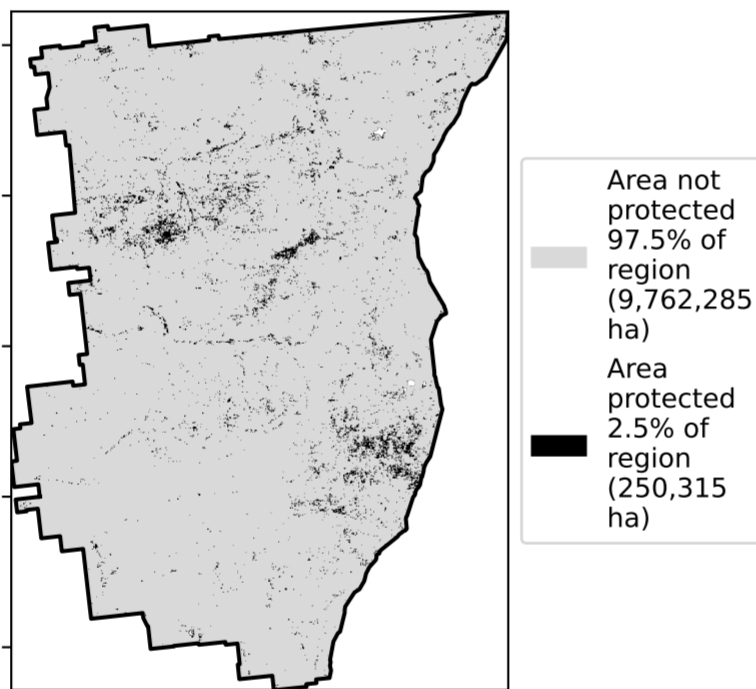 Area not
protected
97.5% of
region
(9,762,285
ha)
Area
protected
2.5% of
region
(250,315
ha)